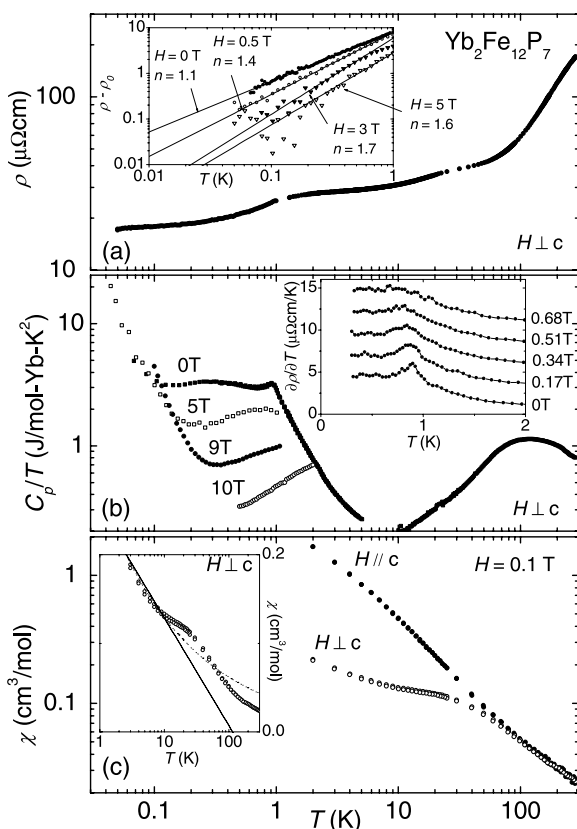 Yb₂Fe₁₂P₇
H = 0 T
n = 1.1
H = 0.5 T
n = 1.4
H = 5 T
n = 1.6
H = 3 T
n = 1.7
ρ - ρ₀
10
1
0.1
0.01
0.01
0.1
1
T (K)
100
10
ρ (μΩcm)
(a)
H ⊥ c
10
1
C_p/T (J/mol-Yb-K²)
0T
5T
9T
10T
∂ρ/∂T (μΩcm/K)
15
10
5
0
0.68T
0.51T
0.34T
0.17T
0T
0
1
2
T (K)
(b)
H ⊥ c
1
0.1
χ (cm³/mol)
H ⊥ c
0.2
χ (cm³/mol)
0.0
1
10
100
T (K)
H // c
H = 0.1 T
H ⊥ c
(c)
0.1
1
10
100
T (K)